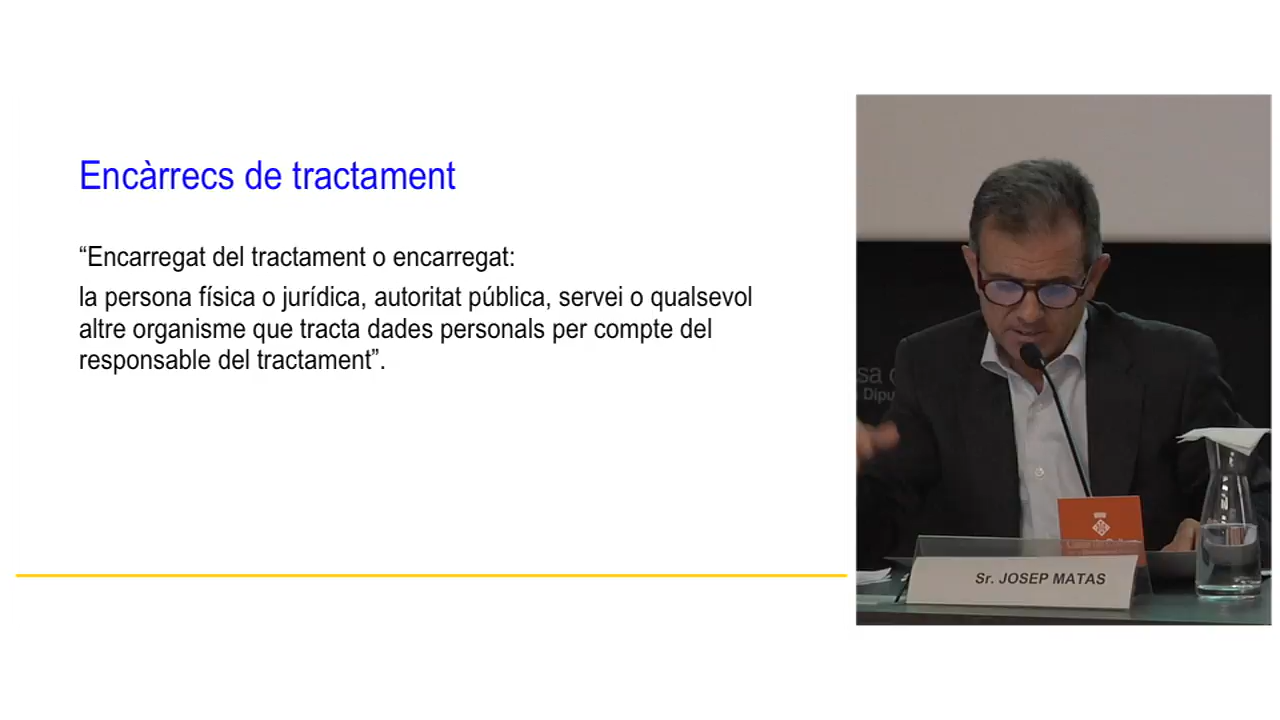 Encàrrecs de tractament
“Encarregat del tractament o encarregat:
la persona física o jurídica, autoritat pública, servei o qualsevol
altre organisme que tracta dades personals per compte del
responsable del tractament”.
Sr. JOSEP MATAS